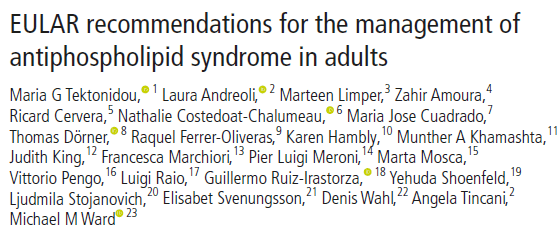 EULAR recommendations for the management of
antiphospholipid syndrome in adults
Maria G Tektonidou, 1 Laura Andreoli, 2 Marteen Limper,3 Zahir Amoura,4
Ricard Cervera,5 Nathalie Costedoat-Chalumeau, 6 Maria Jose Cuadrado,7
Thomas Dörner, 8 Raquel Ferrer-Oliveras,9 Karen Hambly,10 Munther A Khamashta,11
Judith King,12 Francesca Marchiori,13 Pier Luigi Meroni,14 Marta Mosca,15
Vittorio Pengo,16 Luigi Raio,17 Guillermo Ruiz-Irastorza, 18 Yehuda Shoenfeld,19
Ljudmila Stojanovich,20 Elisabet Svenungsson,21 Denis Wahl,22 Angela Tincani,2
Michael M Ward 23